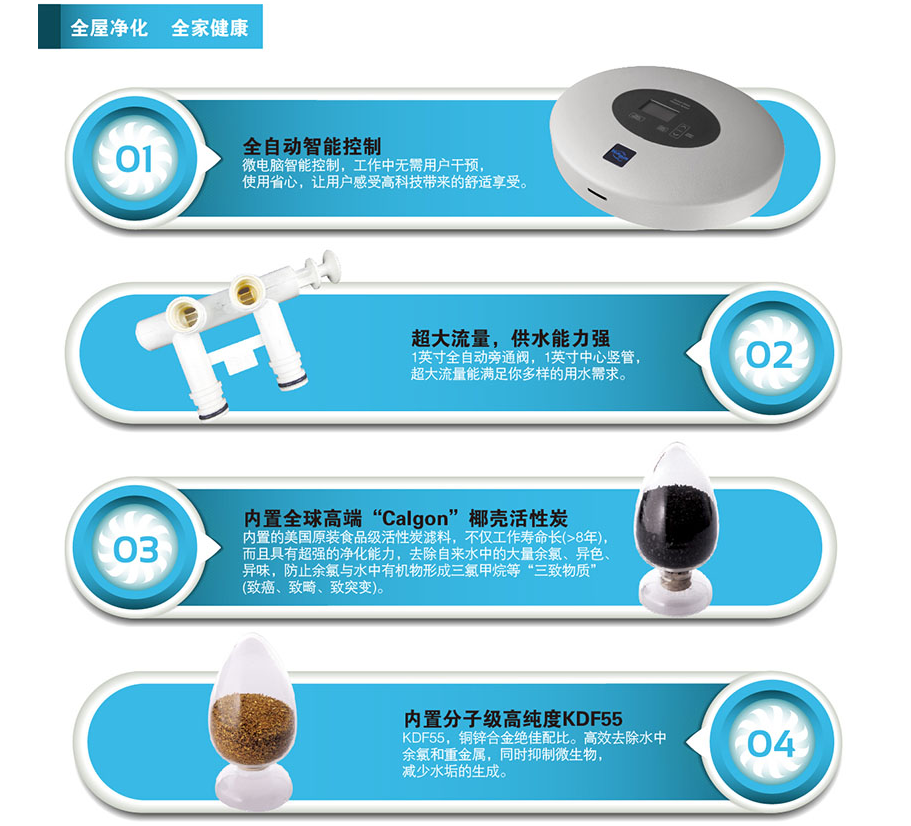 全屋净化 全家健康
01
全自动智能控制
微电脑智能控制，工作中无需用户干预，
使用省心，让用户感受高科技带来的舒适享受。
超大流量，供水能力强
1英寸全自动旁通阀，1英寸中心竖管，
超大流量能满足你多样的用水需求。
02
03
内置全球高端“Calgon”椰壳活性炭
内置的美国原装食品级活性炭滤料，不仅工作寿命长(>8年)，
而且具有超强的净化能力，去除自来水中的大量余氯、异色、
异味，防止余氯与水中有机物形成三氯甲烷等“三致物质”
(致癌、致畸、致突变)。
内置分子级高纯度KDF55
KDF55，铜锌合金绝佳配比。高效去除水中
余氯和重金属，同时抑制微生物，
减少水垢的生成。
04